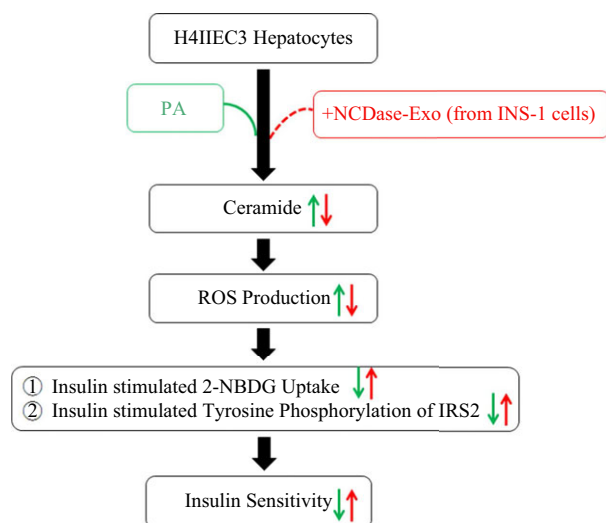 H4IIEC3 Hepatocytes
PA
+NCDase-Exo (from INS-1 cells)
Ceramide
ROS Production
① Insulin stimulated 2-NBDG Uptake
② Insulin stimulated Tyrosine Phosphorylation of IRS2
Insulin Sensitivity